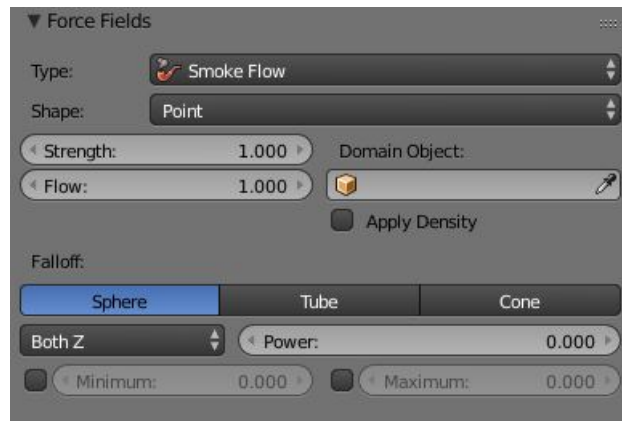 Force Fields
Type: Smoke Flow
Shape: Point
Strength: 1.000 Domain Object:
Flow: 1.000
Apply Density
Falloff:
Sphere Tube Cone
Both Z Power: 0.000
Minimum: 0.000 Maximum: 0.000